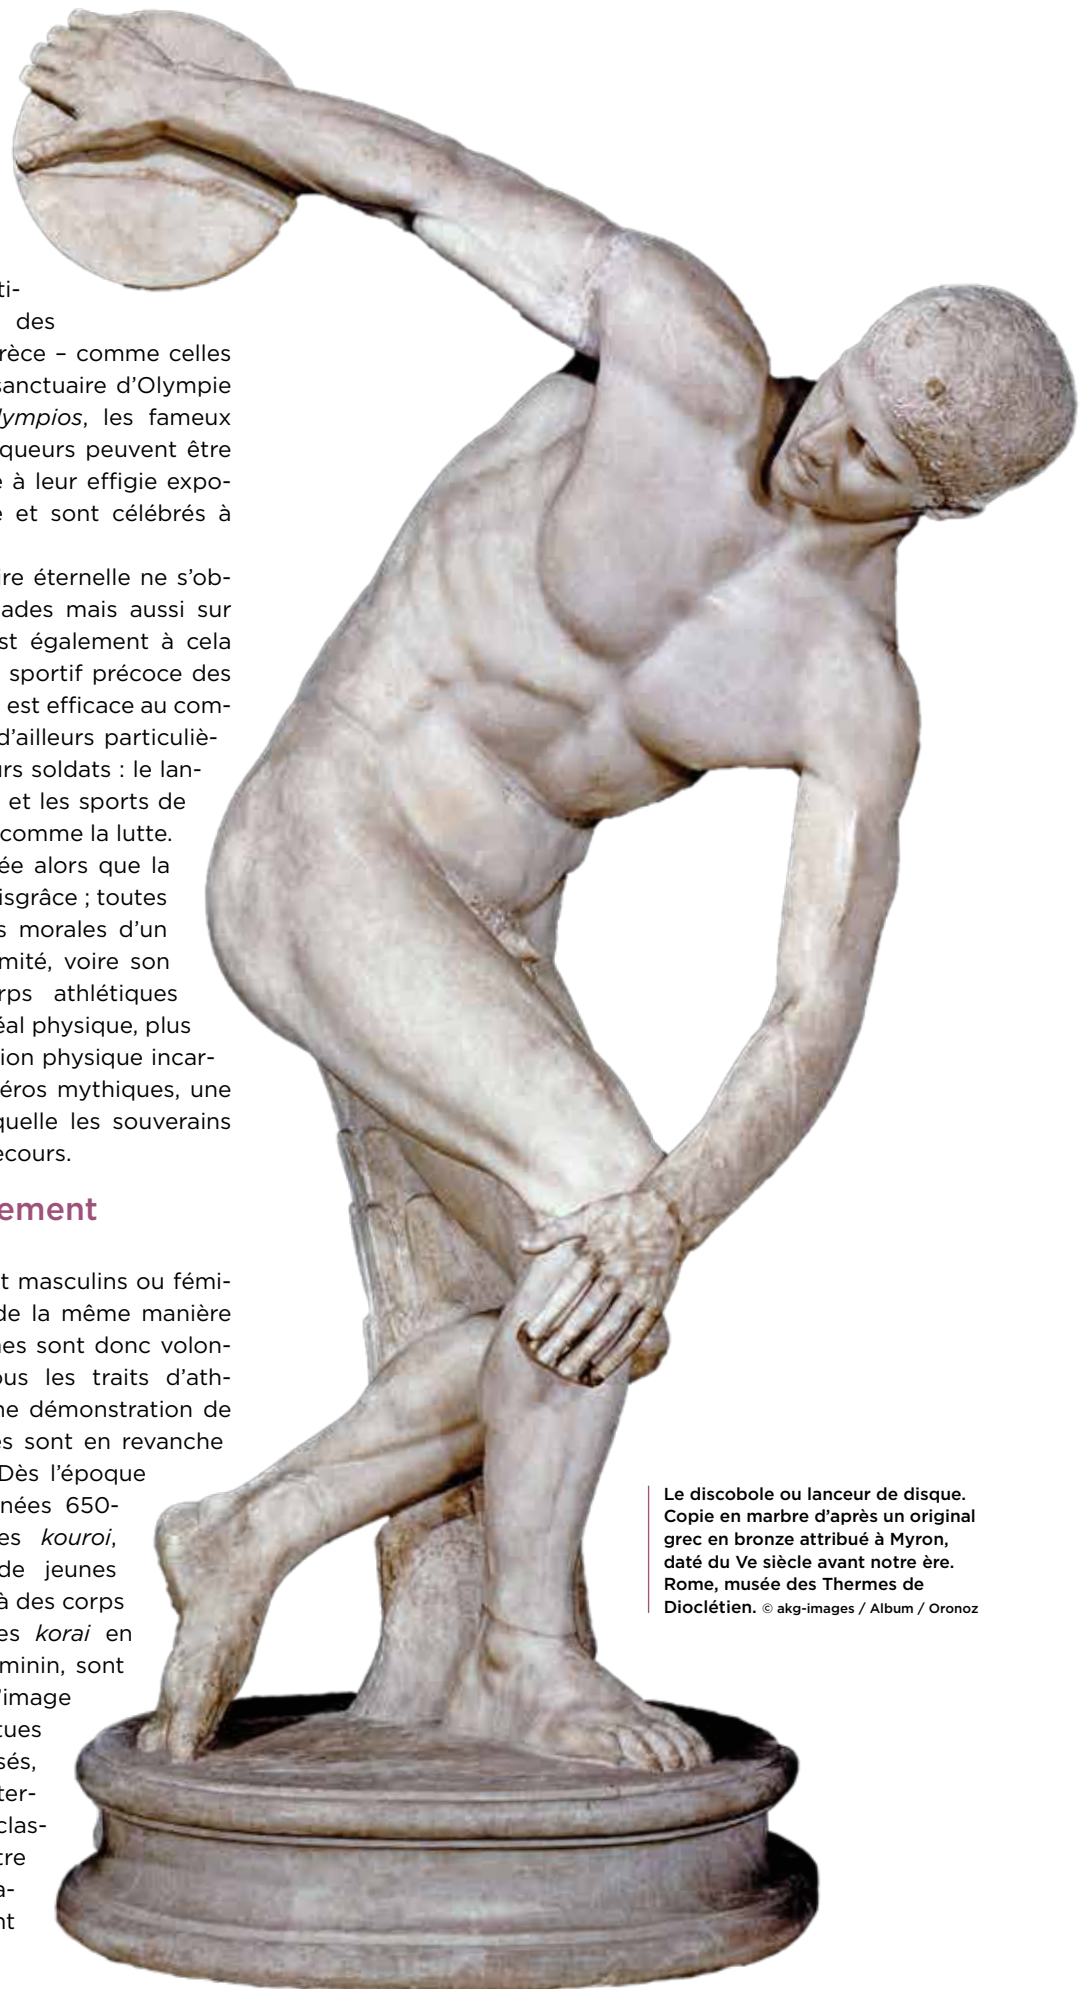 ti-
des
rèce – comme celles
sanctuaire d’Olympie
lympios, les fameux
queurs peuvent être
e à leur effigie expo-
e et sont célébrés à
ire éternelle ne s’ob-
ades mais aussi sur
st également à cela
sportif précoce des
est efficace au com-
d’ailleurs particuliè-
urs soldats : le lan-
et les sports de
comme la lutte.
ée alors que la
isgrâce ; toutes
s morales d’un
mité, voire son
rps athlétiques
éal physique, plus
ion physique incar-
éros mythiques, une
quelle les souverains
ecours.
ement
t masculins ou fémi-
de la même manière
nes sont donc volon-
ous les traits d’ath-
ne démonstration de
es sont en revanche
Dès l’époque
nées 650-
es kouroi,
de jeunes
à des corps
es korai en
minin, sont
’image
tues
sés,
ter-
clas-
tre
a-
nt
Le discobole ou lanceur de disque.
Copie en marbre d’après un original
grec en bronze attribué à Myron,
daté du Ve siècle avant notre ère.
Rome, musée des Thermes de
Dioclétien. © akg-images / Album / Oronoz